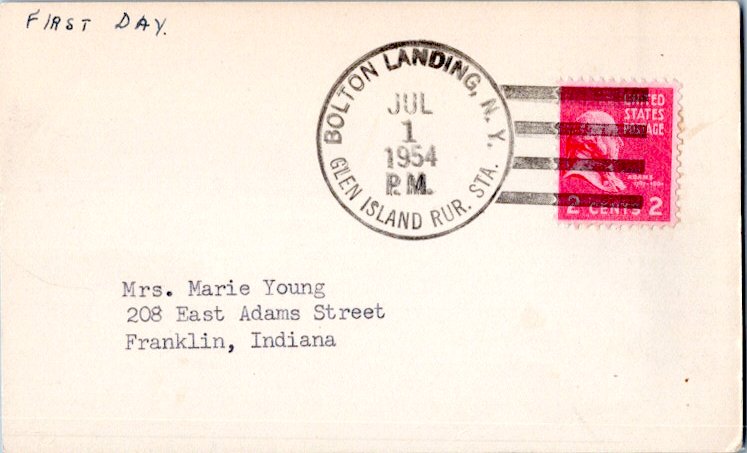 FIRST DAY.
BOLTON LANDING, N.Y.
JUL
1
1954
P.M.
GLEN ISLAND RUR. STA.
UNITED
STATES
POSTAGE
ADAMS
2 CENTS 2
Mrs. Marie Young
208 East Adams Street
Franklin, Indiana